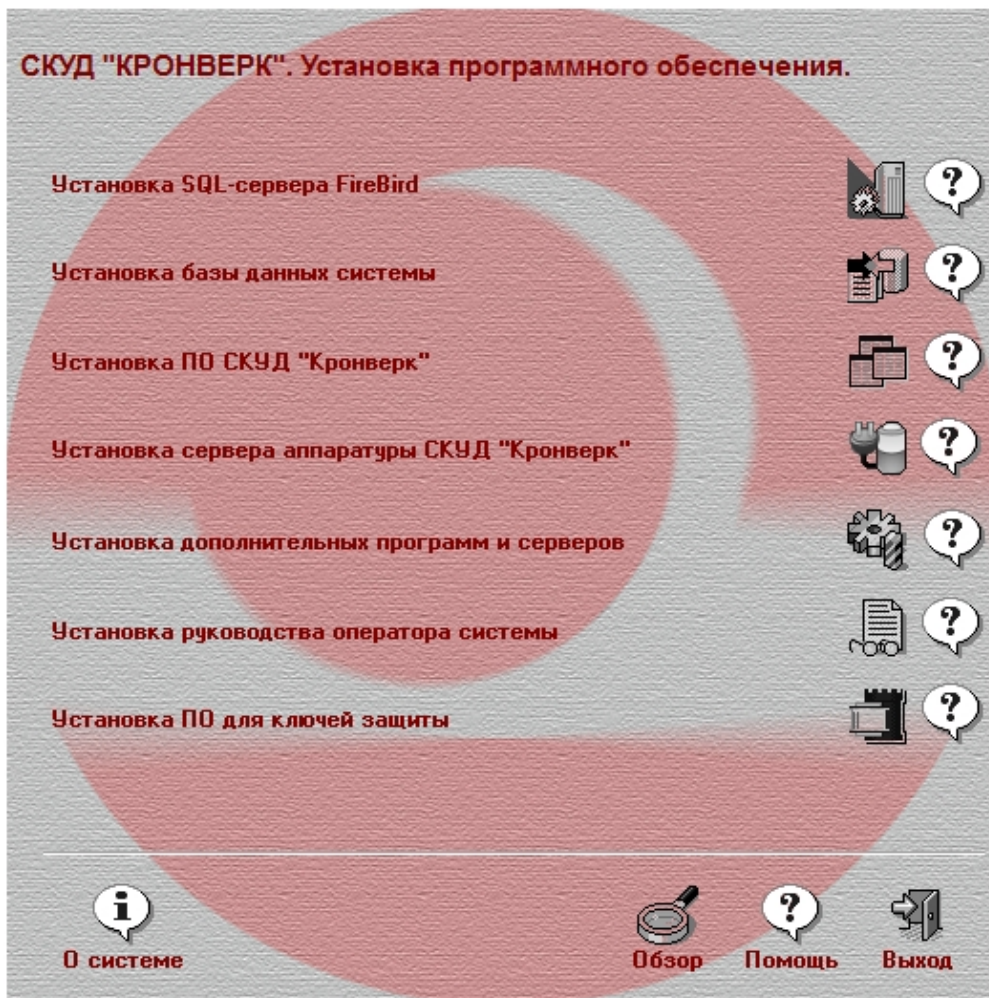 СКУД "КРОНВЕРК". Установка программного обеспечения.
Установка SQL-сервера FireBird
?
Установка базы данных системы
?
Установка ПО СКУД "Кронверк"
?
Установка сервера аппаратуры СКУД "Кронверк"
?
Установка дополнительных программ и серверов
?
Установка руководства оператора системы
?
Установка ПО для ключей защиты
?
i
?
О системе
Обзор
Помощь
Выход